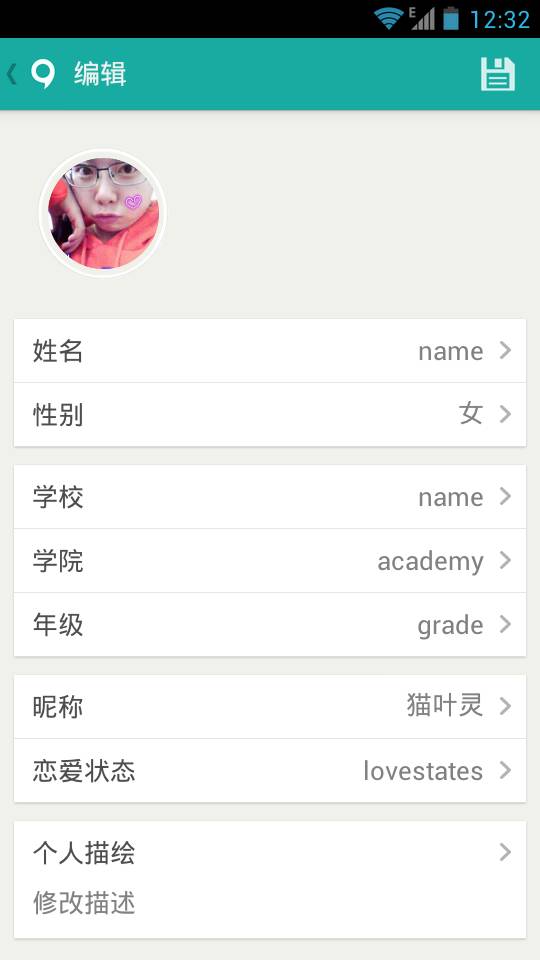 E 12:32
编辑
姓名 name
性别 女
学校 name
学院 academy
年级 grade
昵称 猫叶灵
恋爱状态 lovestates
个人描绘
修改描述